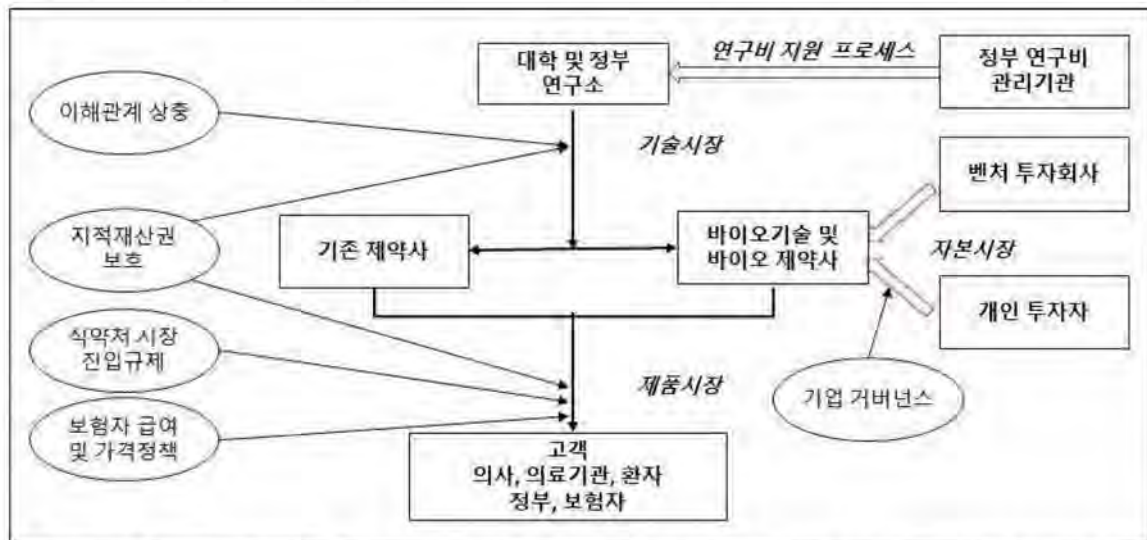 대학 및 정부
연구소
연구비 지원 프로세스
정부 연구비
관리기관
이해관계 상충
기술시장
벤처 투자회사
지적재산권
보호
기존 제약사
바이오기술 및
바이오 제약사
자본시장
개인 투자자
식약처 시장
진입규제
제품시장
기업 거버넌스
보험자 급여
및 가격정책
고객
의사, 의료기관, 환자
정부, 보험자